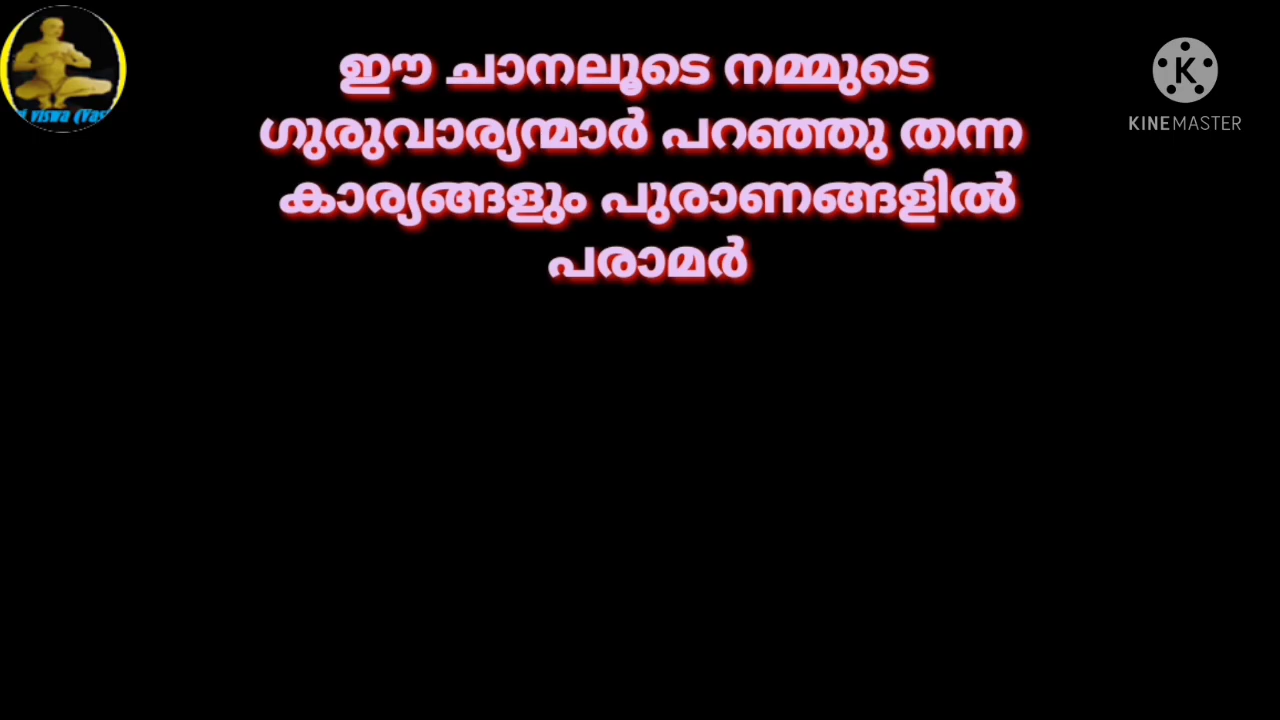 ഈ ചാനലൂടെ നമ്മുടെ
ഗുരുവാര്യന്മാർ പറഞ്ഞു തന്ന
കാര്യങ്ങളും പുരാണങ്ങളിൽ
പരാമർ
KINEMASTER